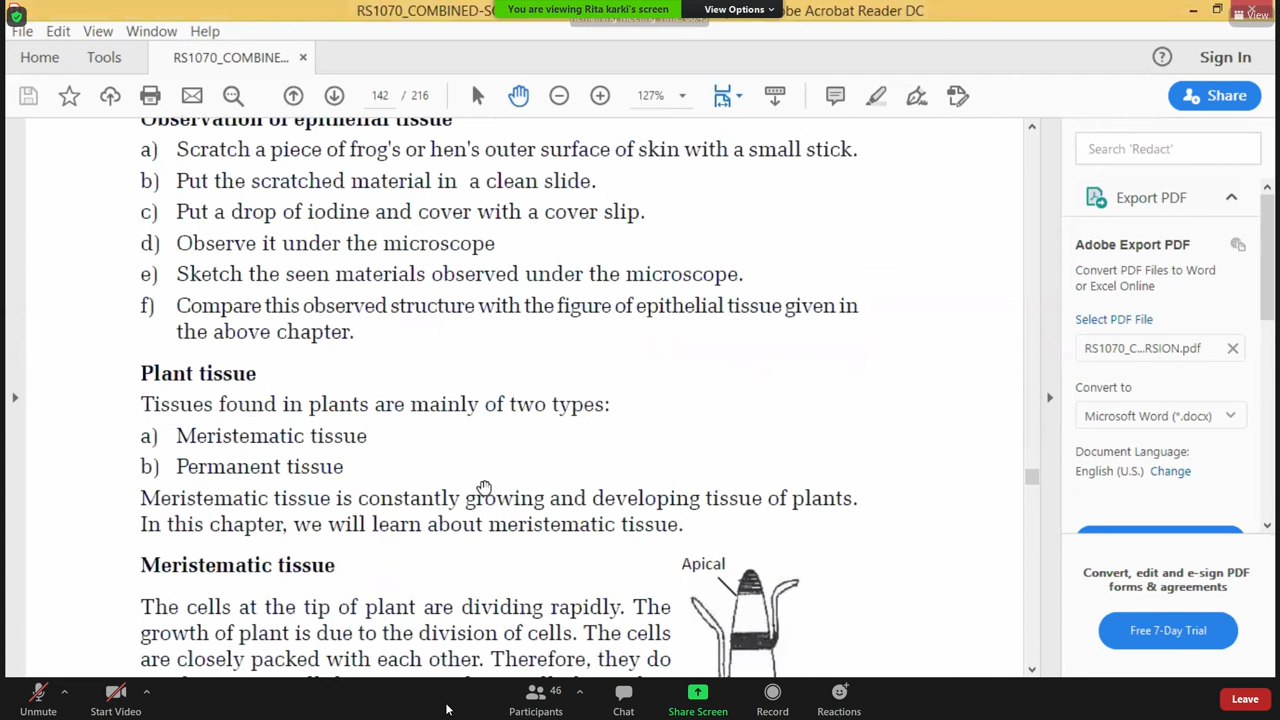 RS1070_COMBINED-SC
You are viewing Rita karki's screen
View Options
obe Acrobat Reader DC
View
File Edit View Window Help
Home Tools RS1070_COMBINE... × Sign In
142 / 216 127% Share
Observation of epithelial tissue
a) Scratch a piece of frog's or hen's outer surface of skin with a small stick.
b) Put the scratched material in a clean slide.
c) Put a drop of iodine and cover with a cover slip.
d) Observe it under the microscope
e) Sketch the seen materials observed under the microscope.
f) Compare this observed structure with the figure of epithelial tissue given in
the above chapter.
Plant tissue
Tissues found in plants are mainly of two types:
a) Meristematic tissue
b) Permanent tissue
Meristematic tissue is constantly growing and developing tissue of plants.
In this chapter, we will learn about meristematic tissue.
Meristematic tissue
Apical
The cells at the tip of plant are dividing rapidly. The
growth of plant is due to the division of cells. The cells
are closely packed with each other. Therefore, they do
Search 'Redact'
Export PDF
Adobe Export PDF
Convert PDF Files to Word
or Excel Online
Select PDF File
RS1070_C...RSION.pdf
Convert to
Microsoft Word (*.docx)
Document Language:
English (U.S.) Change
Convert, edit and e-sign PDF
forms & agreements
Free 7-Day Trial
Unmute Start Video 46 Participants Chat Share Screen Record Reactions Leave